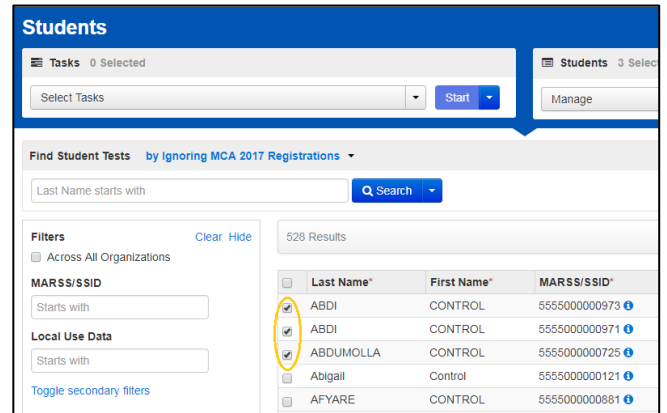 Students
Tasks 0 Selected
Students 3 Selec
Select Tasks
Start
Manage
Find Student Tests by Ignoring MCA 2017 Registrations
Last Name starts with
Search
Filters Clear Hide
528 Results
Across All Organizations
MARSS/SSID
Last Name* First Name* MARSS/SSID*
Starts with
ABDI CONTROL 5555000000973
ABDI CONTROL 5555000000971
Local Use Data
ABDUMOLLA CONTROL 5555000000725
Starts with
Abigail Control 5555000000121
Toggle secondary filters
AFYARE CONTROL 5555000000881